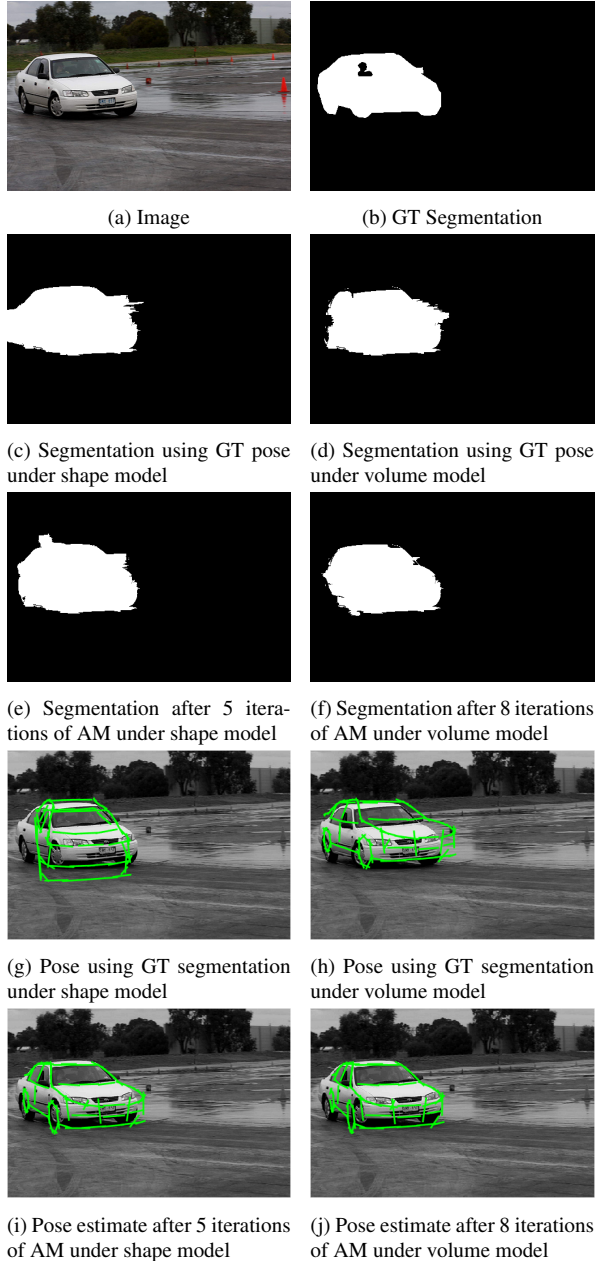 (a) Image
(b) GT Segmentation
(c) Segmentation using GT pose
under shape model
(d) Segmentation using GT pose
under volume model
(e) Segmentation after 5 itera-
tions of AM under shape model
(f) Segmentation after 8 iterations
of AM under volume model
(g) Pose using GT segmentation
under shape model
(h) Pose using GT segmentation
under volume model
(i) Pose estimate after 5 iterations
of AM under shape model
(j) Pose estimate after 8 iterations
of AM under volume model